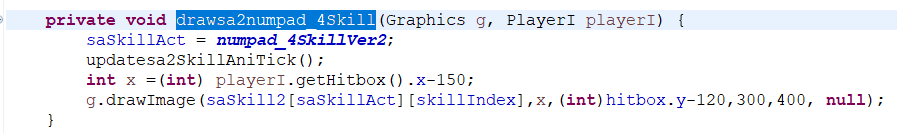 private void drawsa2numpad_4Skill(Graphics g, PlayerI playerI) {
saSkillAct = numpad_4SkillVer2;
updatesa2SkillAniTick();
int x =(int) playerI.getHitbox().x-150;
g.drawImage(saSkill2[saSkillAct][skillIndex],x,(int)hitbox.y-120,300,400, null);
}